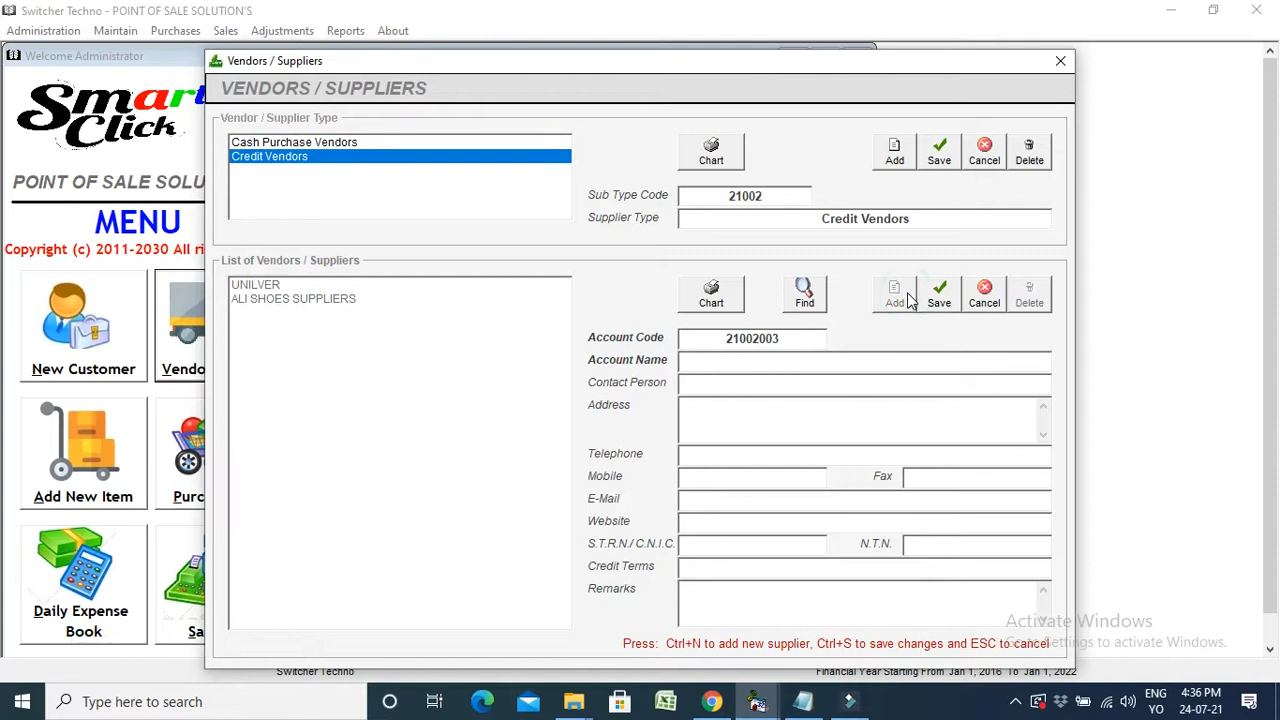 Switcher Techno - POINT OF SALE SOLUTION'S
Administration Maintain Purchases Sales Adjustments Reports About
Welcome Administrator
Smart
Click
POINT OF SALE SOLU
MENU
Copyright (c) 2011-2030 All ri
New Customer
Vendo
Add New Item
Purc
Daily Expense
Book
Sa
Vendors / Suppliers
VENDORS / SUPPLIERS
Vendor / Supplier Type
Cash Purchase Vendors
Credit Vendors
Chart
Add
Save
Cancel
Delete
Sub Type Code 21002
Supplier Type Credit Vendors
List of Vendors / Suppliers
UNILVER
ALI SHOES SUPPLIERS
Chart
Find
Add
Save
Cancel
Delete
Account Code 21002003
Account Name
Contact Person
Address
Telephone
Mobile Fax
E-Mail
Website
S.T.R.N./ C.N.I.C. N.T.N.
Credit Terms
Remarks
Press: Ctrl+N to add new supplier, Ctrl+S to save changes and ESC to cancel
Activate Windows
Go to Settings to activate Windows.
Switcher Techno
Financial Year Starting From Jan 1, 2016 To Jan 1, 2022
Type here to search
ENG
YO
4:36 PM
24-07-21